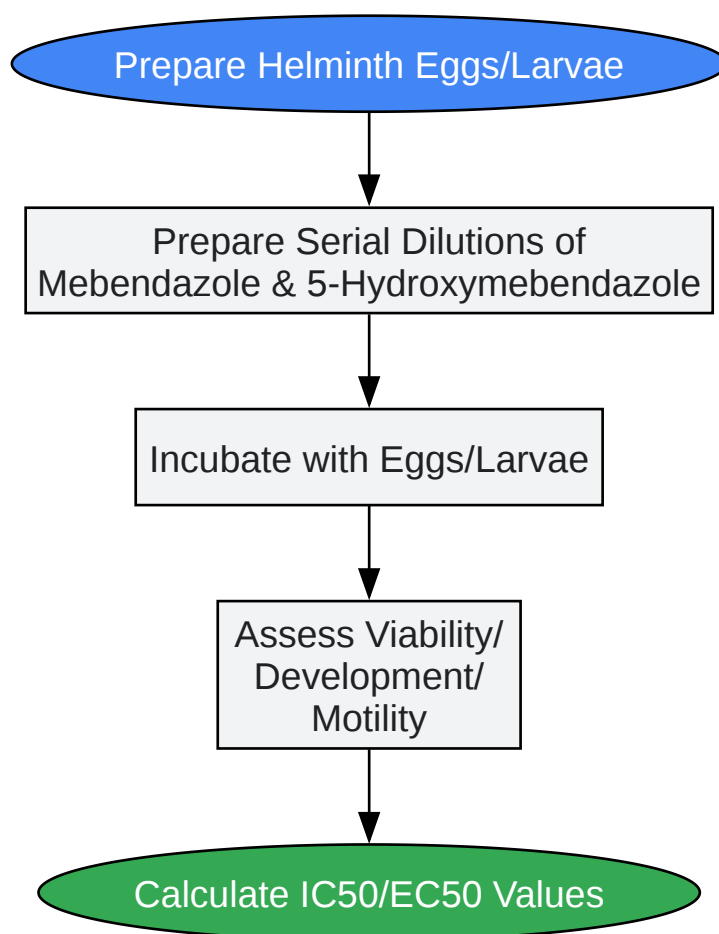 Prepare Helminth Eggs/Larvae
Prepare Serial Dilutions of
Mebendazole & 5-Hydroxymebendazole
Incubate with Eggs/Larvae
Assess Viability/
Development/
Motility
Calculate IC50/EC50 Values